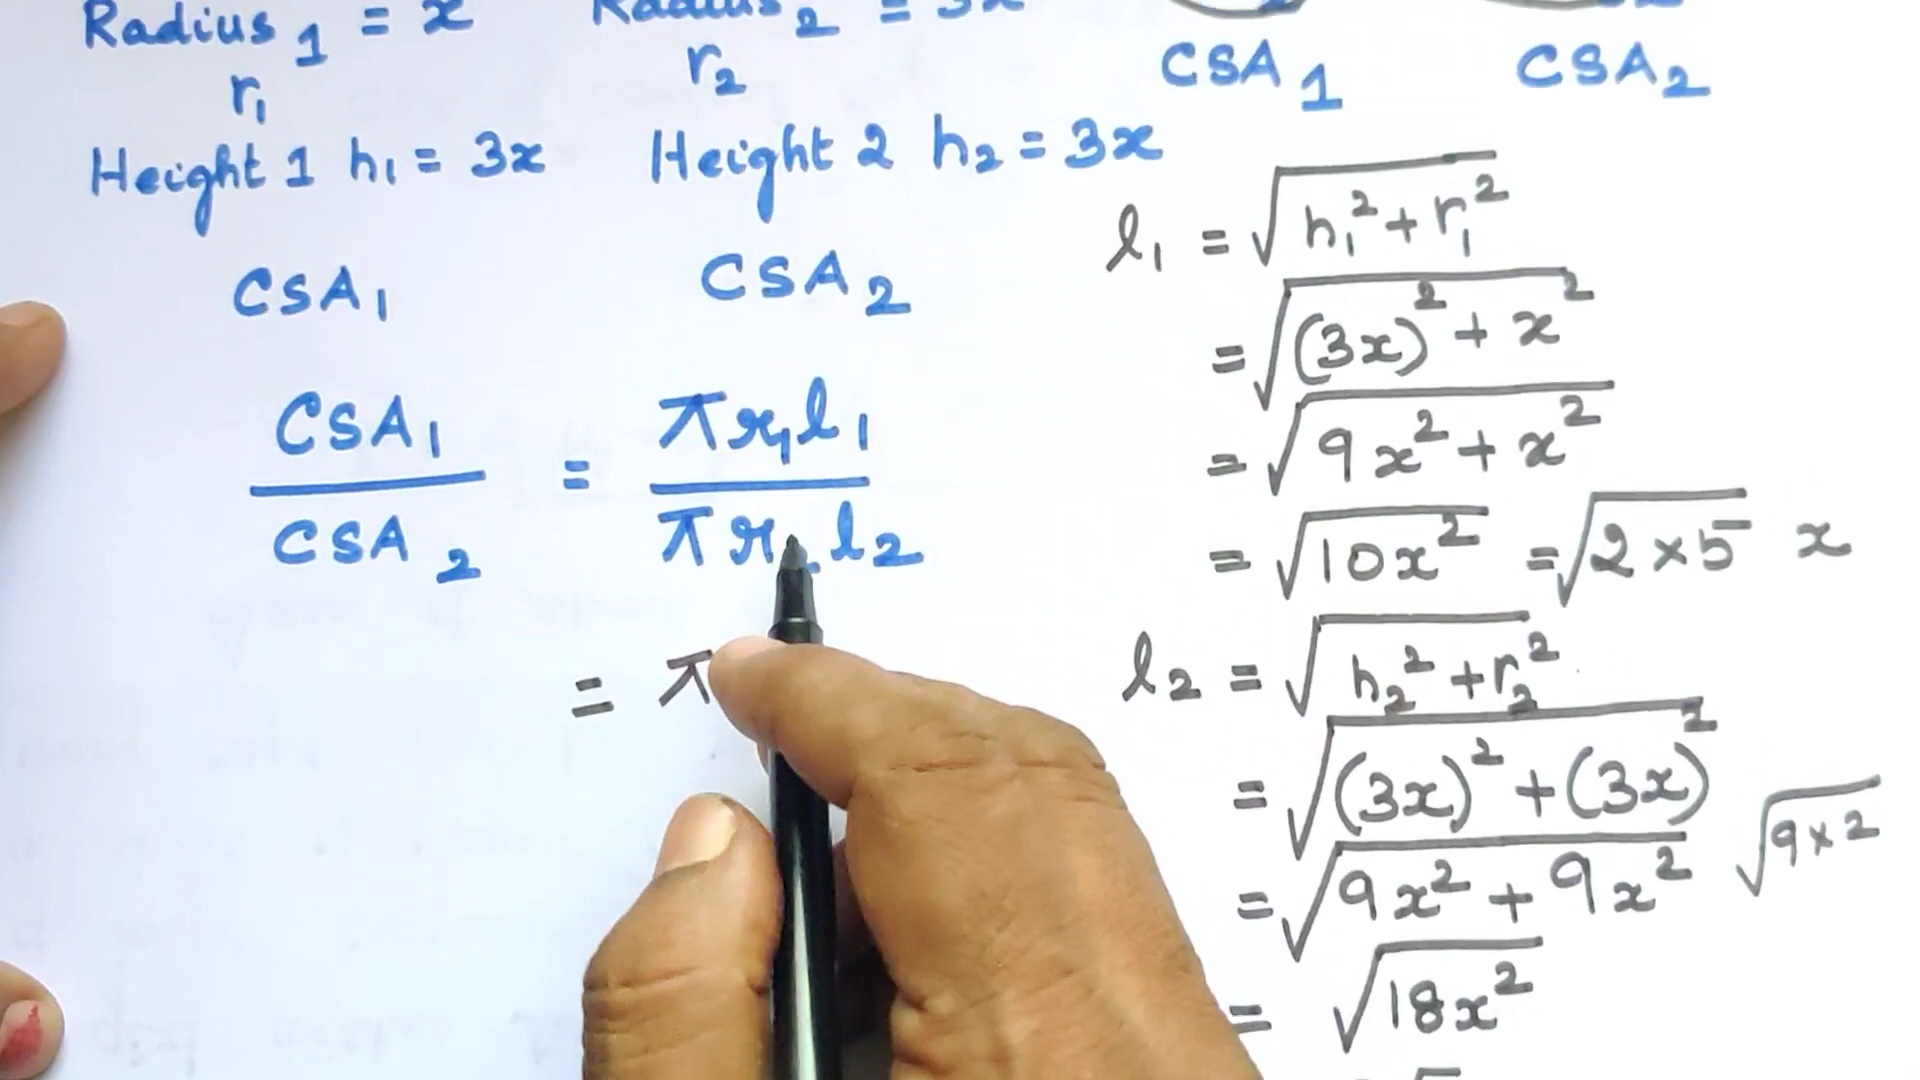 Radius 1 = x Radius 2 = 3x
r₁ r₂
CSA 1 CSA 2
Height 1 h₁ = 3x Height 2 h₂ = 3x
CSA₁ CSA₂
CSA₁ / CSA₂ = πr₁l₁ / πr₂l₂
= π
l₁ = √(h₁² + r₁²)
= √((3x)² + x²)
= √(9x² + x²)
= √(10x²) = √(2×5) x
l₂ = √(h₂² + r₂²)
= √((3x)² + (3x)²)
= √(9x² + 9x²) √(9×2)
= √(18x²)